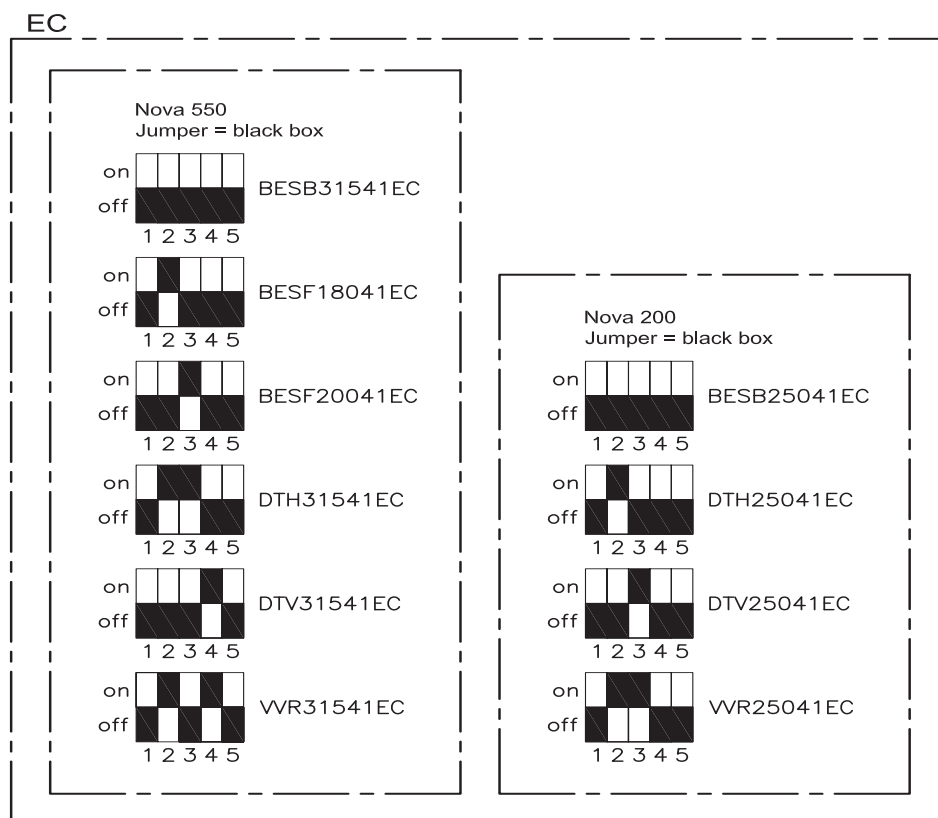 EC
Nova 550
Jumper = black box
on
off
BESB31541EC
1 2 3 4 5
on
off
BESF18041EC
1 2 3 4 5
on
off
BESF20041EC
1 2 3 4 5
on
off
DTH31541EC
1 2 3 4 5
on
off
DTV31541EC
1 2 3 4 5
on
off
VVR31541EC
1 2 3 4 5
Nova 200
Jumper = black box
on
off
BESB25041EC
1 2 3 4 5
on
off
DTH25041EC
1 2 3 4 5
on
off
DTV25041EC
1 2 3 4 5
on
off
VVR25041EC
1 2 3 4 5